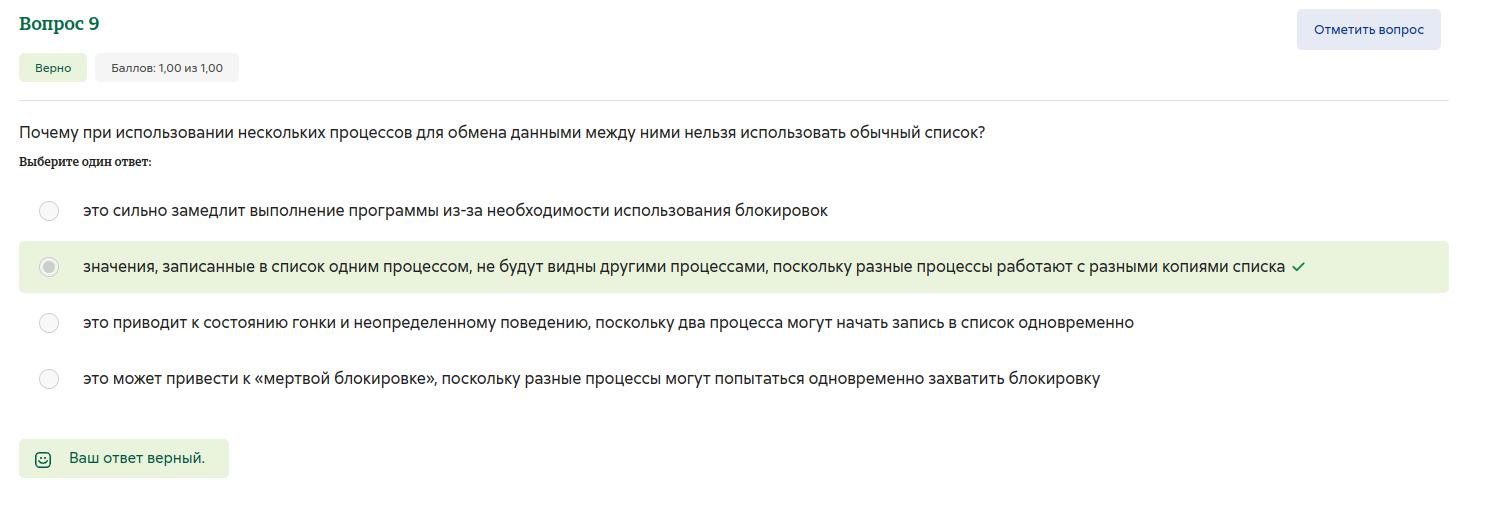 Вопрос 9
Отметить вопрос
Верно
Баллов: 1,00 из 1,00
Почему при использовании нескольких процессов для обмена данными между ними нельзя использовать обычный список?
Выберите один ответ:
это сильно замедлит выполнение программы из-за необходимости использования блокировок
значения, записанные в список одним процессом, не будут видны другими процессами, поскольку разные процессы работают с разными копиями списка
это приводит к состоянию гонки и неопределенному поведению, поскольку два процесса могут начать запись в список одновременно
это может привести к «мертвой блокировке», поскольку разные процессы могут попытаться одновременно захватить блокировку
Ваш ответ верный.